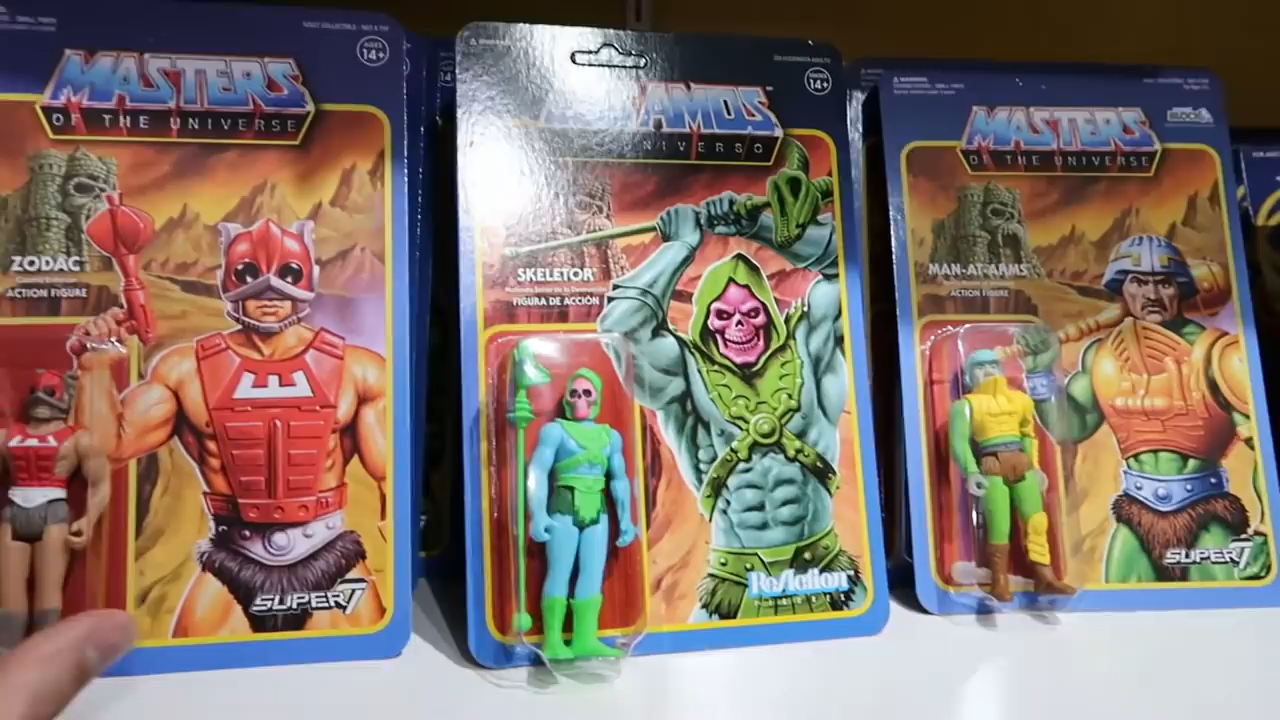 AGES
14+
MASTERS
OF THE UNIVERSE
ZODAC
ACTION FIGURE
SUPER7
14+
AMOS
UNIVERSO
SKELETOR
FIGURA DE ACCIÓN
ReAction
MASTERS
OF THE UNIVERSE
MAN-AT-ARMS
ACTION FIGURE
SUPER7